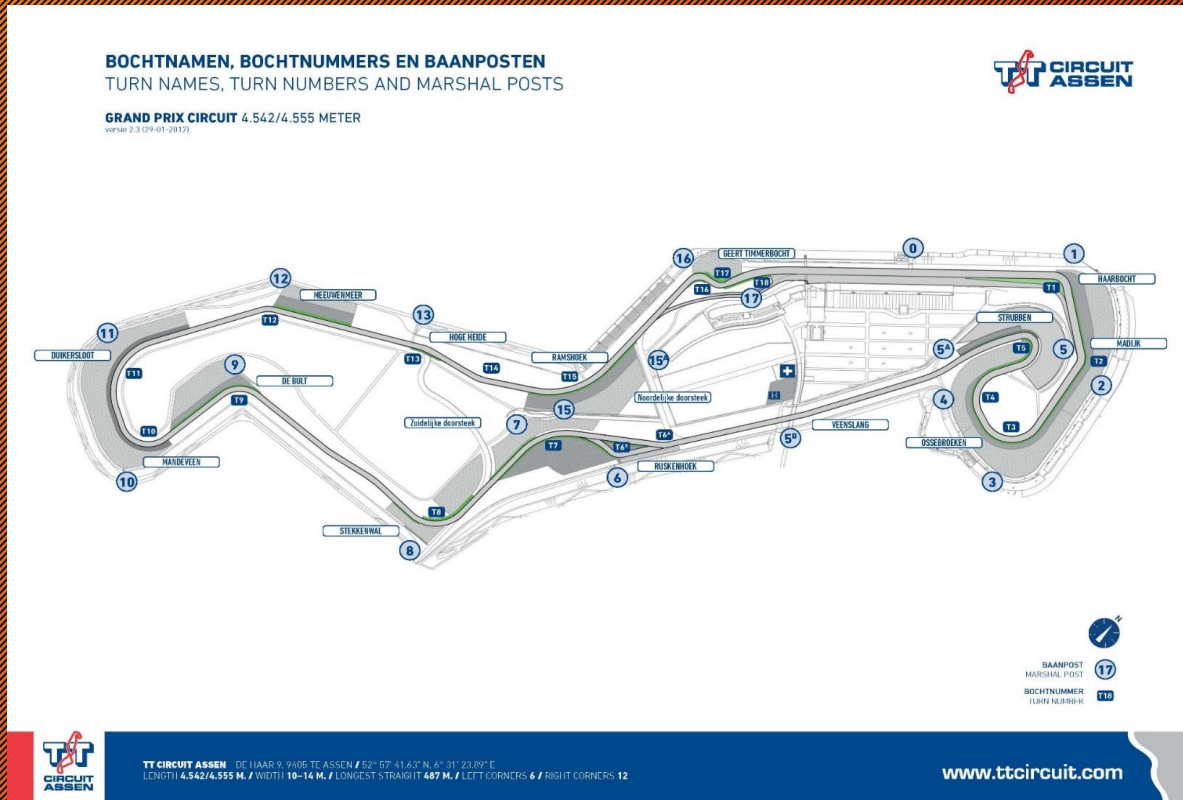 BOCHTNAMEN, BOCHTNUMMERS EN BAANPOSTEN
TURN NAMES, TURN NUMBERS AND MARSHAL POSTS
GRAND PRIX CIRCUIT 4.542/4.555 METER
versie 2.3 (29-01-2017)
TT CIRCUIT ASSEN
16
GEERT TIMMERBOCHT
0
1
T17
T16
T18
17
T1
HAARBOCHT
12
MEEUWENMEER
T12
13
HOGE HEIDE
STRUBBEN
11
DUIKERSLOOT
T13
T14
RAMSHOEK
15A
5A
T5
5
MADIJK
T2
2
9
DE BULT
T11
T15
T9
15
Noordelijke doorsteek
H
4
T4
T10
Zuidelijke doorsteek
7
T7
T6B
T6A
VEENSLANG
5B
T3
OSSEBROEKEN
MANDEVEEN
10
6
RUSKENHOEK
3
T8
STEKKENWAL
8
N
BAANPOST
MARSHAL POST
17
BOCHTNUMMER
TURN NUMBER
T18
TT CIRCUIT ASSEN
TT CIRCUIT ASSEN DE HAAR 9, 9405 TE ASSEN / 52° 57' 41.63" N, 6° 31' 23.89" E
LENGTH 4.542/4.555 M. / WIDTH 10-14 M. / LONGEST STRAIGHT 487 M. / LEFT CORNERS 6 / RIGHT CORNERS 12
www.ttcircuit.com